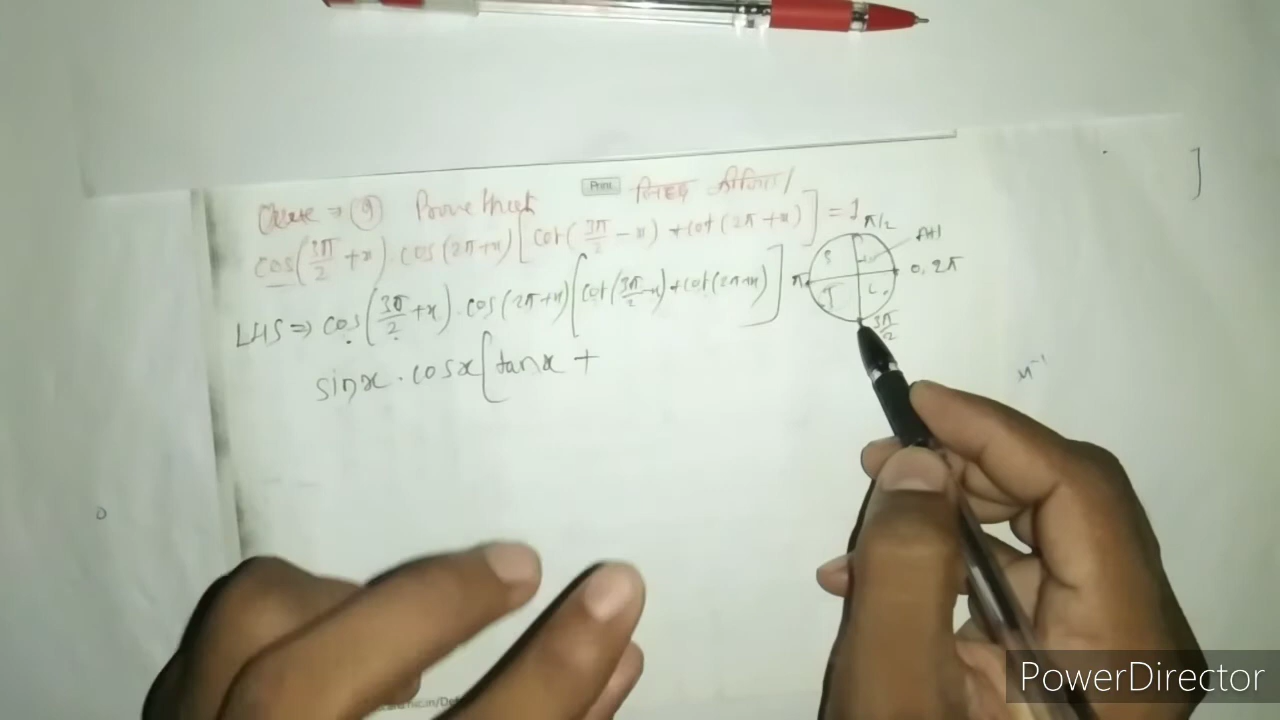 9 Prove that Print सिद्ध कीजिए।
cos(3π/2 + x) . cos(2π+x) [cot(3π/2 - x) + cot(2π + x)] = 1
LHS ⇒ cos(3π/2 + x) . cos(2π+x) [cot(3π/2 - x) + cot(2π+x)]
sinx . cosx [tanx +
π/2
S
0, 2π
π
T
C
3π/2
PowerDirector